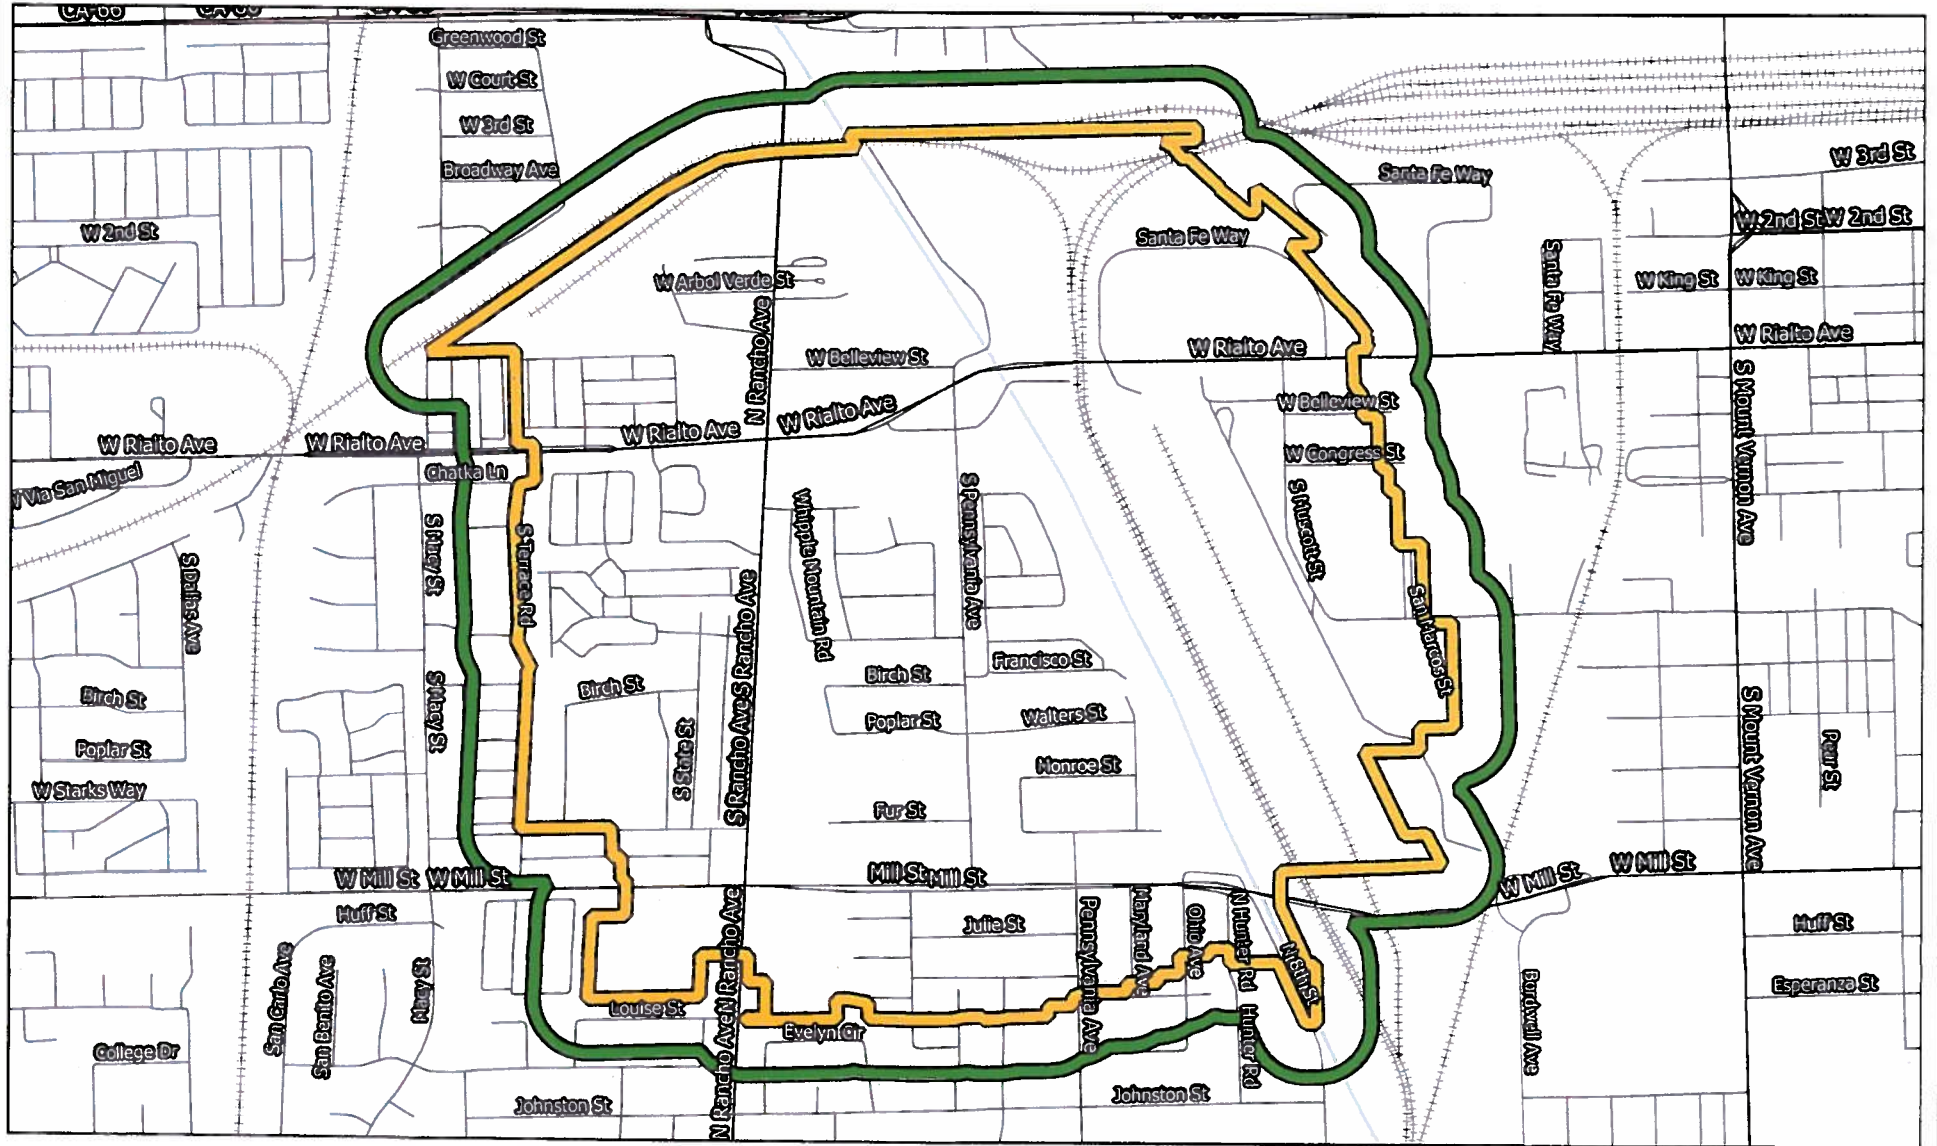 CA-66
Greenwood St
W Court St
W 3rd St
W 3rd St
Broadway Ave
Santa Fe Way
W 2nd St W 2nd St
W 2nd St
Santa Fe Way
W Arbol Verde St
Santa Fe Way
W King St
W King St
N Rancho Ave
W Rialto Ave
W Rialto Ave
W Belleview St
W Belleview St
W Rialto Ave
W Rialto Ave
W Rialto Ave
W Rialto Ave
S Mount Vernon Ave
W Congress St
Chatka Ln
Via San Miguel
S Pennsylvania Ave
S Muscott St
Whipple Mountain Rd
S Macy St
S Terrace Rd
S Dallas Ave
S Rancho Ave
San Marcos St
Francisco St
Birch St
Birch St
Birch St
S Macy St
Walters St
Poplar St
Poplar St
S State St
S Rancho Ave
S Mount Vernon Ave
Pear St
Monroe St
W Starks Way
Fur St
W Mill St
W Mill St
Mill St
Mill St
W Mill St
W Mill St
Huff St
N Rancho Ave
Julie St
Pennsylvania Ave
Maryland Ave
Ohio Ave
N Hunter Rd
Huff St
San Carlo Ave
San Benito Ave
Macy St
N 8th St
Esperanza St
Louise St
N Rancho Ave
Evelyn Cir
Hunter Rd
Bordwell Ave
College Dr
Johnston St
Johnston St